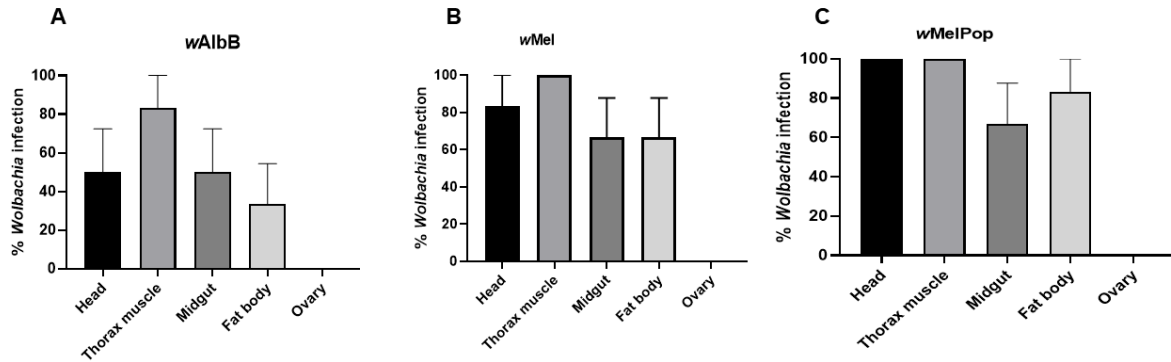 A
wAlbB
% Wolbachia infection
100
80
60
40
20
0
Head
Thorax muscle
Midgut
Fat body
Ovary
B
wMel
% Wolbachia infection
100
80
60
40
20
0
Head
Thorax muscle
Midgut
Fat body
Ovary
C
wMelPop
% Wolbachia infection
100
80
60
40
20
0
Head
Thorax muscle
Midgut
Fat body
Ovary